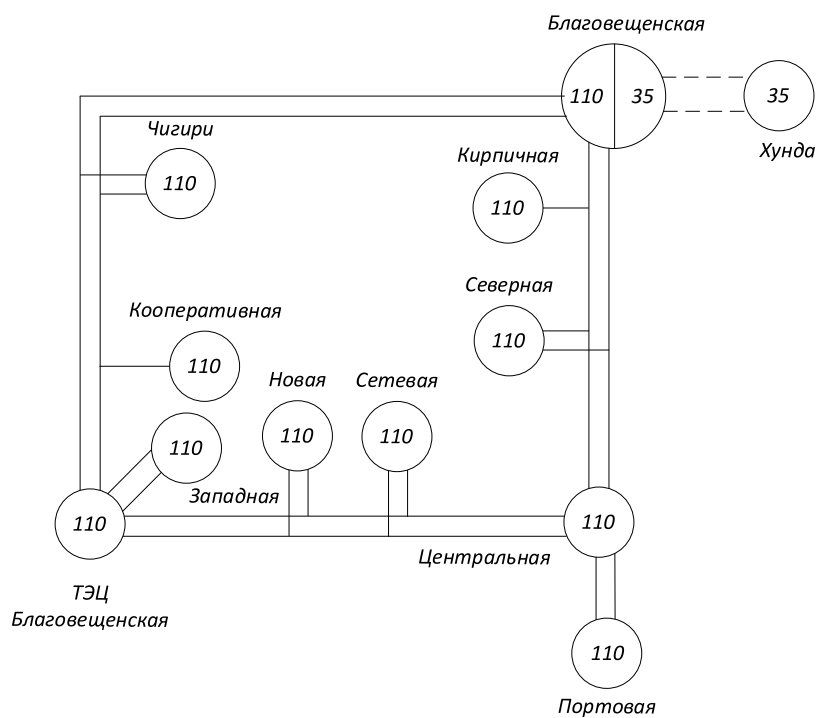 Благовещенская
110
35
35
Хунда
Чигири
110
Кирпичная
110
Северная
110
Кооперативная
110
Новая
110
Сетевая
110
110
Западная
110
ТЭЦ
Благовещенская
110
Центральная
110
Портовая